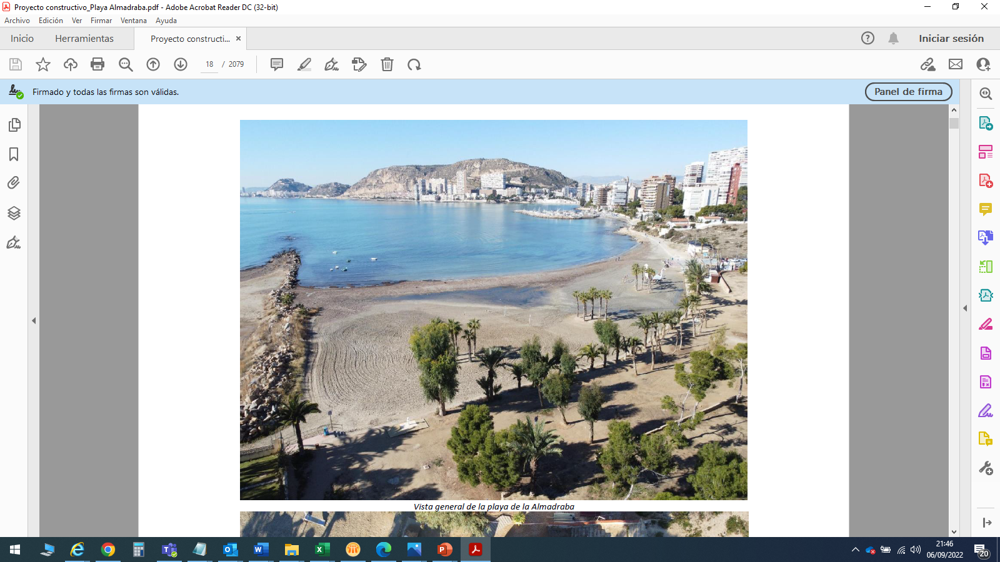 Proyecto constructivo_Playa Almadraba.pdf - Adobe Acrobat Reader DC (32-bit)
Archivo Edición Ver Firmar Ventana Ayuda
Inicio Herramientas Proyecto constructi... ×
Iniciar sesión
18 / 2079
Firmado y todas las firmas son válidas.
Panel de firma
Vista general de la playa de la Almadraba
21:46
06/09/2022
20